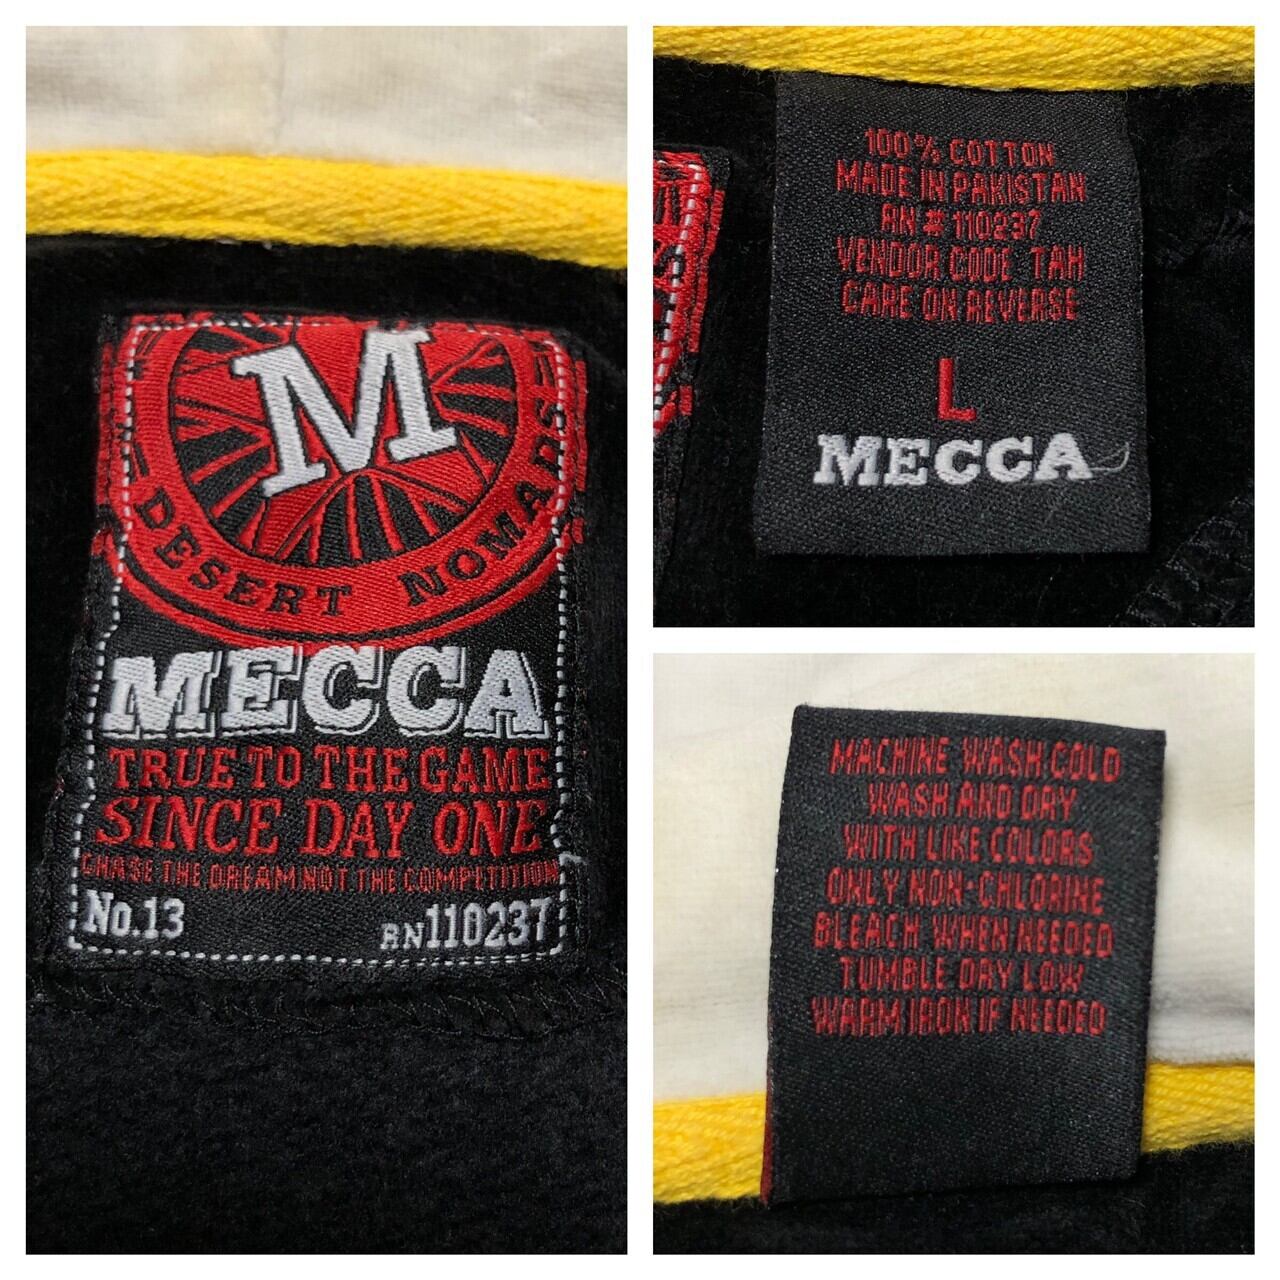 M
DESERT NOMADS
MECCA
TRUE TO THE GAME
SINCE DAY ONE
CHASE THE DREAM NOT THE COMPETITION
No.13
RN110237
100% COTTON
MADE IN PAKISTAN
RN # 110237
VENDOR CODE TAH
CARE ON REVERSE
L
MECCA
MACHINE WASH COLD
WASH AND DRY
WITH LIKE COLORS
ONLY NON-CHLORINE
BLEACH WHEN NEEDED
TUMBLE DRY LOW
WARM IRON IF NEEDED